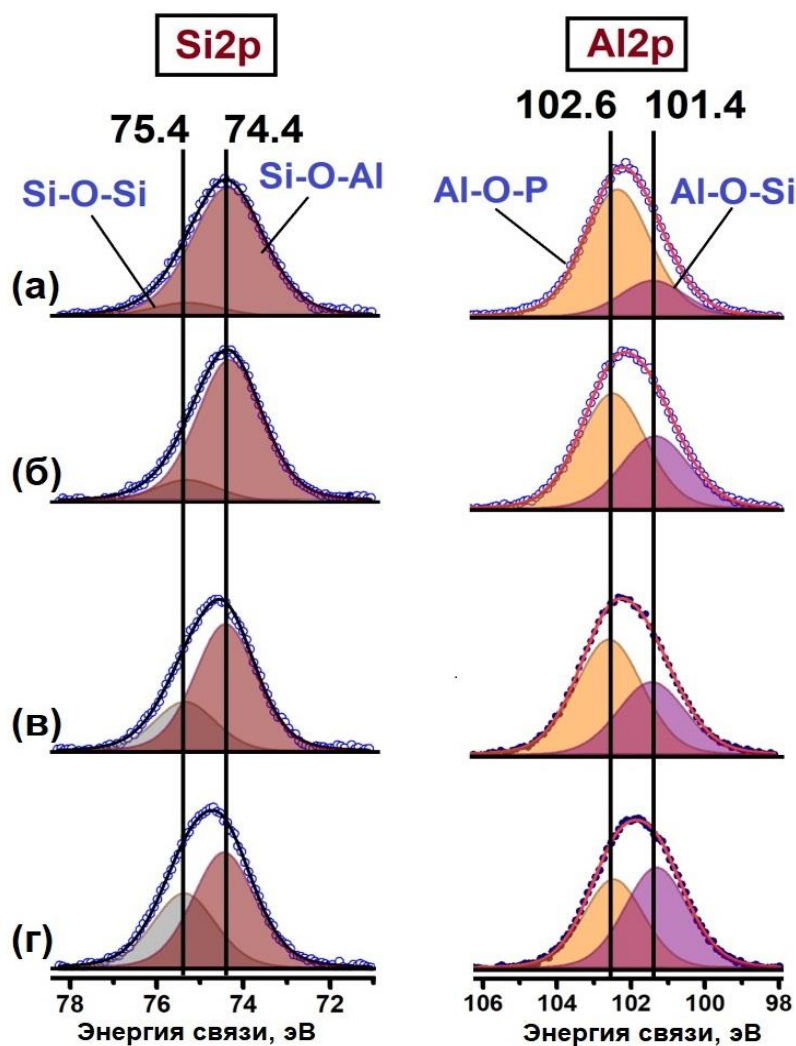 Si2p
Al2p
75.4 74.4
102.6 101.4
Si-O-Si
Si-O-Al
Al-O-P
Al-O-Si
(а)
(б)
(в)
(г)
78 76 74 72
106 104 102 100 98
Энергия связи, эВ
Энергия связи, эВ